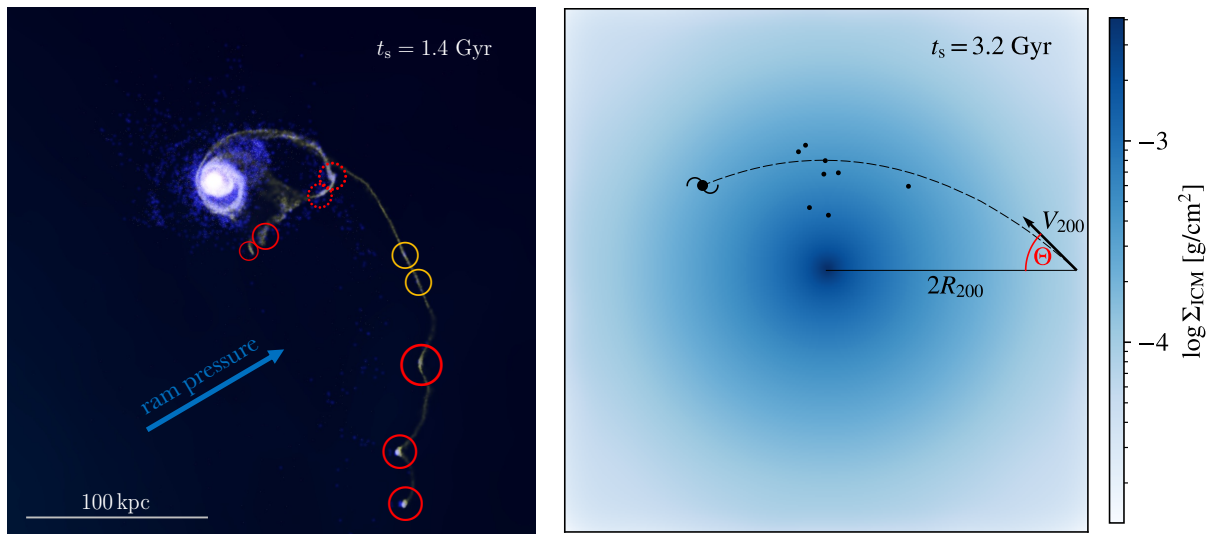 t_s = 1.4 Gyr
ram pressure
100 kpc
t_s = 3.2 Gyr
V_200
Θ
2R_200
−3
−4
log Σ_ICM [g/cm^2]